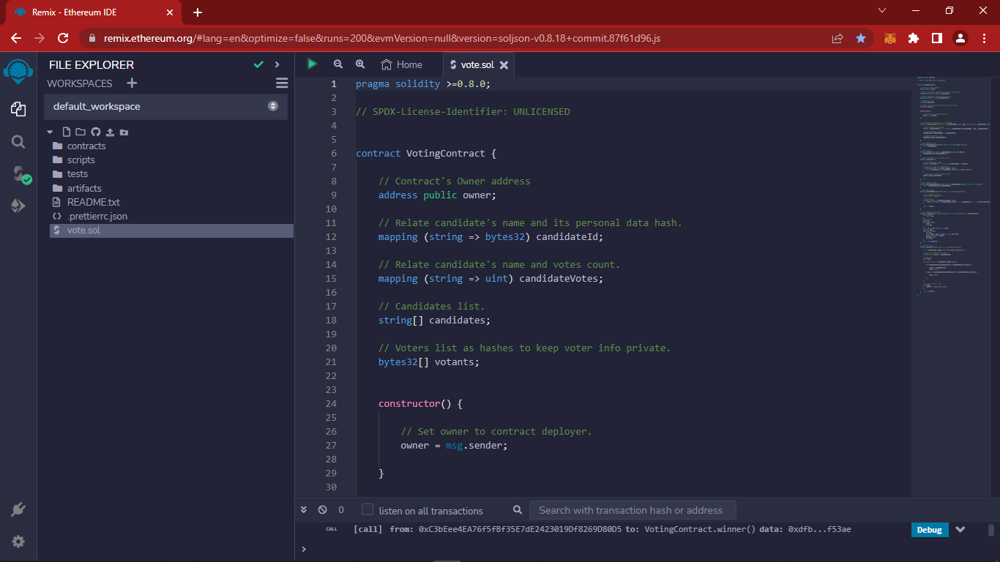 Remix - Ethereum IDE
remix.ethereum.org/#lang=en&optimize=false&runs=200&evmVersion=null&version=soljson-v0.8.18+commit.87f61d96.js
FILE EXPLORER
WORKSPACES
default_workspace
contracts
scripts
tests
artifacts
README.txt
.prettierrc.json
vote.sol
Home
vote.sol
1 pragma solidity >=0.8.0;
2
3 // SPDX-License-Identifier: UNLICENSED
4
5
6 contract VotingContract {
7
8 // Contract's Owner address
9 address public owner;
10
11 // Relate candidate's name and its personal data hash.
12 mapping (string => bytes32) candidateId;
13
14 // Relate candidate's name and votes count.
15 mapping (string => uint) candidateVotes;
16
17 // Candidates list.
18 string[] candidates;
19
20 // Voters list as hashes to keep voter info private.
21 bytes32[] votants;
22
23
24 constructor() {
25
26 // Set owner to contract deployer.
27 owner = msg.sender;
28
29 }
30
0 listen on all transactions
Search with transaction hash or address
CALL [call] from: 0xC3bEee4EA76f5fBf35E7dE2423019Df8269D80D5 to: VotingContract.winner() data: 0xdfb...f53ae
Debug
>